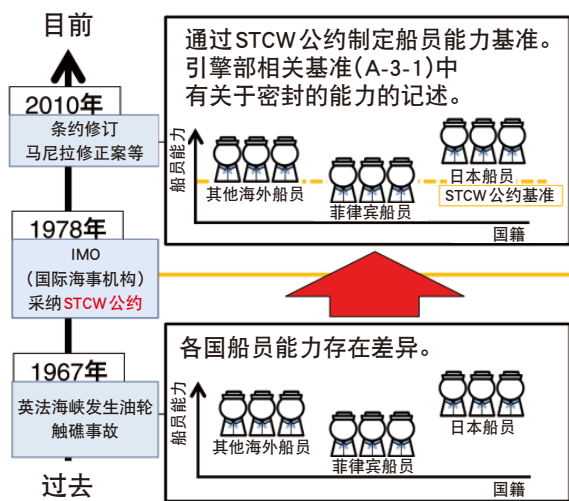 目前
2010年
条约修订
马尼拉修正案等
1978年
IMO
（国际海事机构）
采纳STCW公约
1967年
英法海峡发生油轮
触礁事故
过去
通过STCW公约制定船员能力基准。
引擎部相关基准（A-3-1）中
有关于密封的能力的记述。
船员能力
其他海外船员
菲律宾船员
日本船员
STCW公约基准
国籍
各国船员能力存在差异。
船员能力
其他海外船员
菲律宾船员
日本船员
国籍